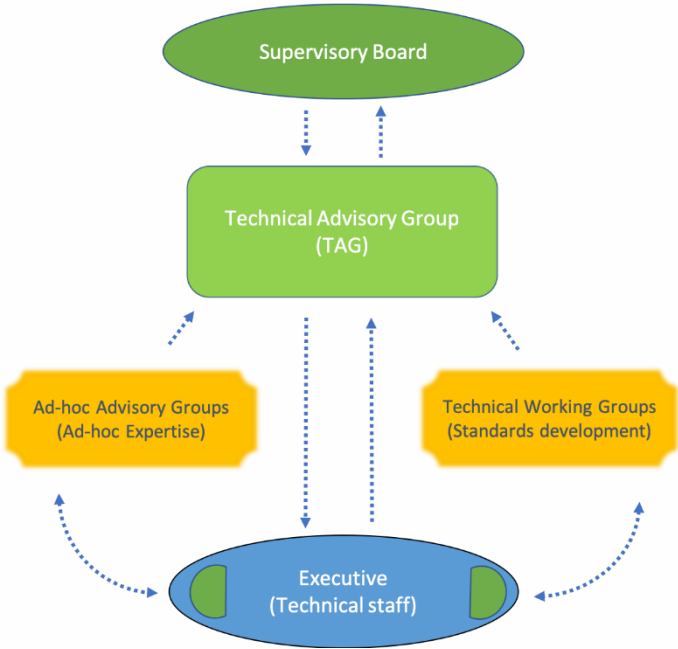 Supervisory Board
Technical Advisory Group
(TAG)
Ad-hoc Advisory Groups
(Ad-hoc Expertise)
Technical Working Groups
(Standards development)
Executive
(Technical staff)